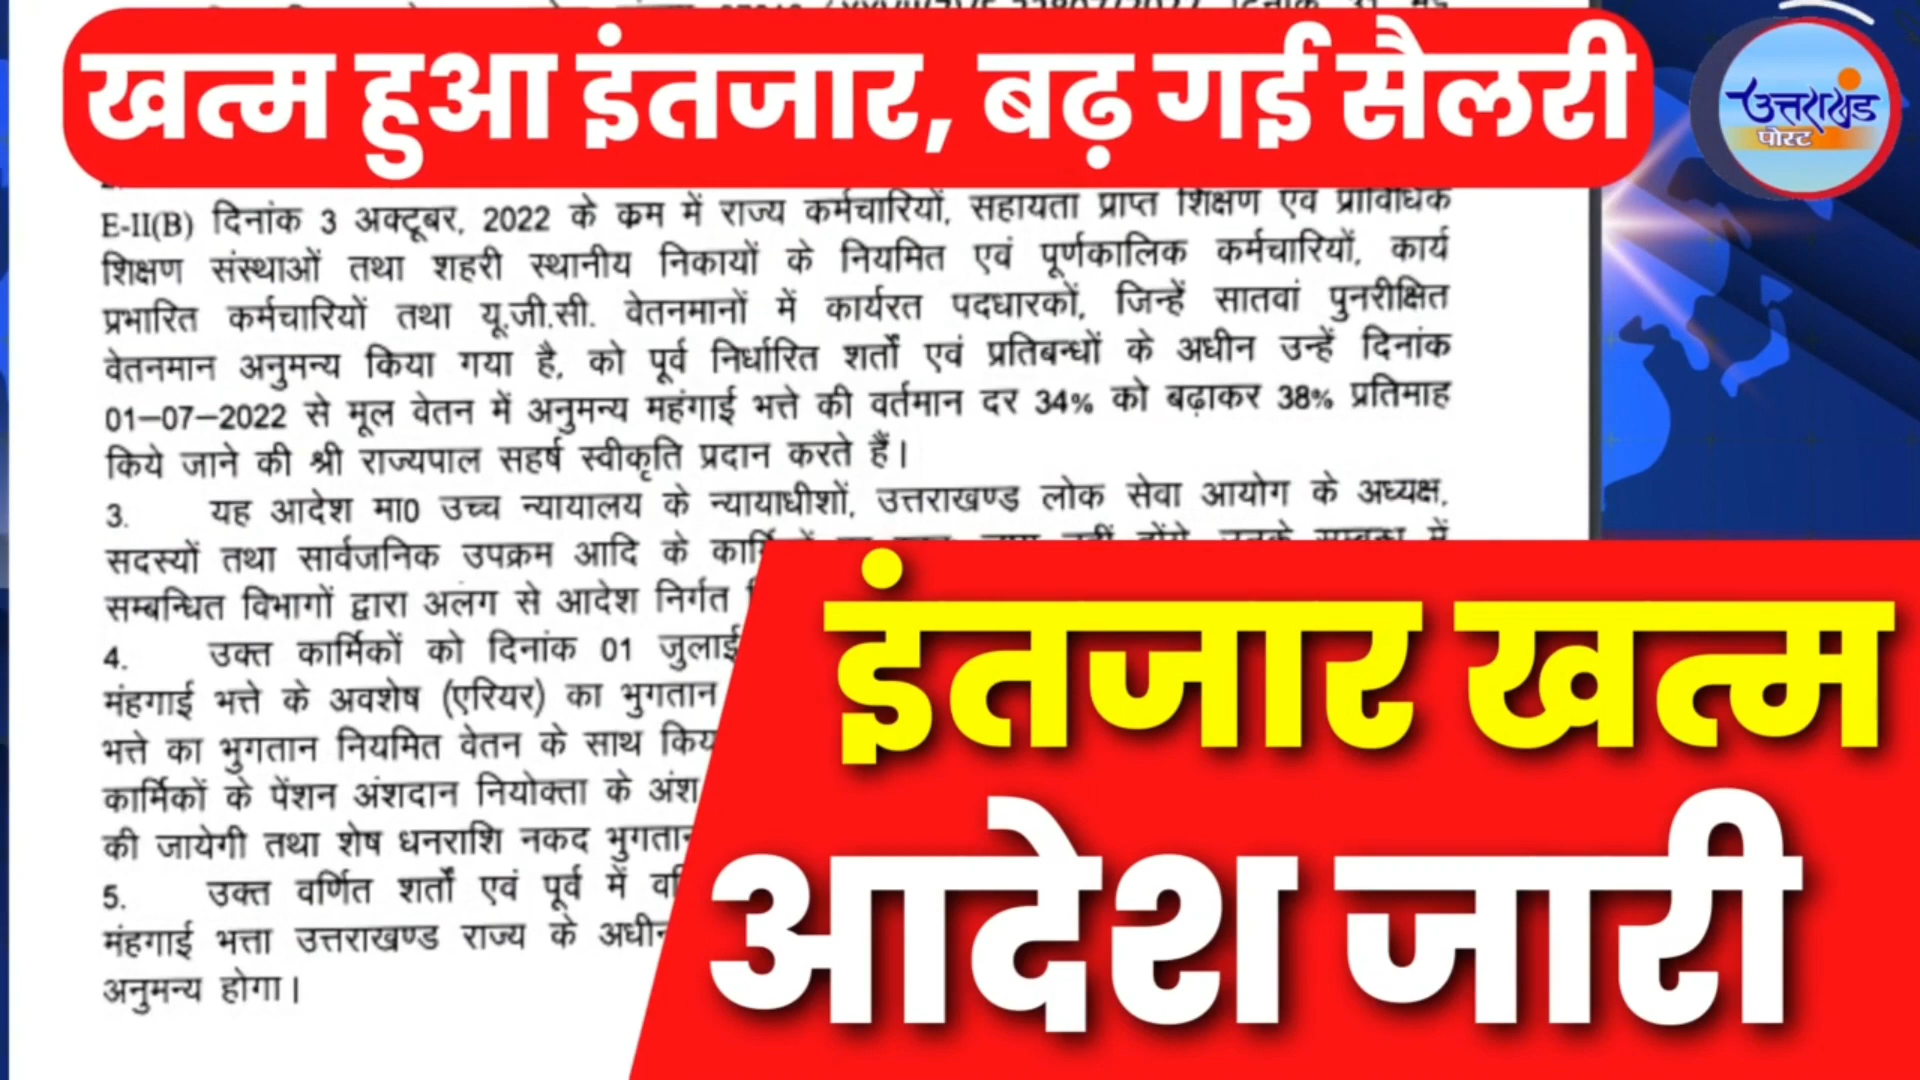 खत्म हुआ इंतजार, बढ़ गई सैलरी
उत्तराखंड
पोस्ट
E-II(B) दिनांक 3 अक्टूबर, 2022 के क्रम में राज्य कर्मचारियों, सहायता प्राप्त शिक्षण एवं प्राविधिक
शिक्षण संस्थाओं तथा शहरी स्थानीय निकायों के नियमित एवं पूर्णकालिक कर्मचारियों, कार्य
प्रभारित कर्मचारियों तथा यू.जी.सी. वेतनमानों में कार्यरत पदधारकों, जिन्हें सातवां पुनरीक्षित
वेतनमान अनुमन्य किया गया है, को पूर्व निर्धारित शर्तों एवं प्रतिबन्धों के अधीन उन्हें दिनांक
01–07–2022 से मूल वेतन में अनुमन्य महंगाई भत्ते की वर्तमान दर 34% को बढ़ाकर 38% प्रतिमाह
किये जाने की श्री राज्यपाल सहर्ष स्वीकृति प्रदान करते हैं।
3. यह आदेश मा0 उच्च न्यायालय के न्यायाधीशों, उत्तराखण्ड लोक सेवा आयोग के अध्यक्ष,
सदस्यों तथा सार्वजनिक उपक्रम आदि के
सम्बन्धित विभागों द्वारा अलग से आदेश निर्गत
4. उक्त कार्मिकों को दिनांक 01 जुलाई
मंहगाई भत्ते के अवशेष (एरियर) का भुगतान
भत्ते का भुगतान नियमित वेतन के साथ
कार्मिकों के पेंशन अंशदान नियोक्ता के अंश
की जायेगी तथा शेष धनराशि नकद भुगतान
5. उक्त वर्णित शर्तों एवं पूर्व में
मंहगाई भत्ता उत्तराखण्ड राज्य के अधीन
अनुमन्य होगा।
इंतजार खत्म
आदेश जारी